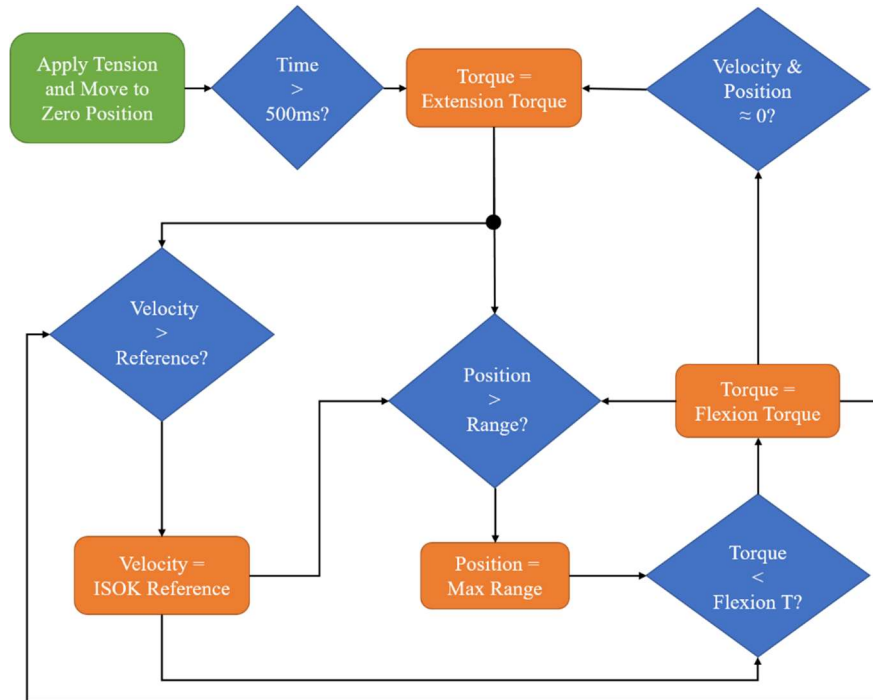 Apply Tension
and Move to
Zero Position
Time
>
500ms?
Torque =
Extension Torque
Velocity &
Position
≈ 0?
Velocity
>
Reference?
Position
>
Range?
Torque =
Flexion Torque
Velocity =
ISOK Reference
Position =
Max Range
Torque
<
Flexion T?